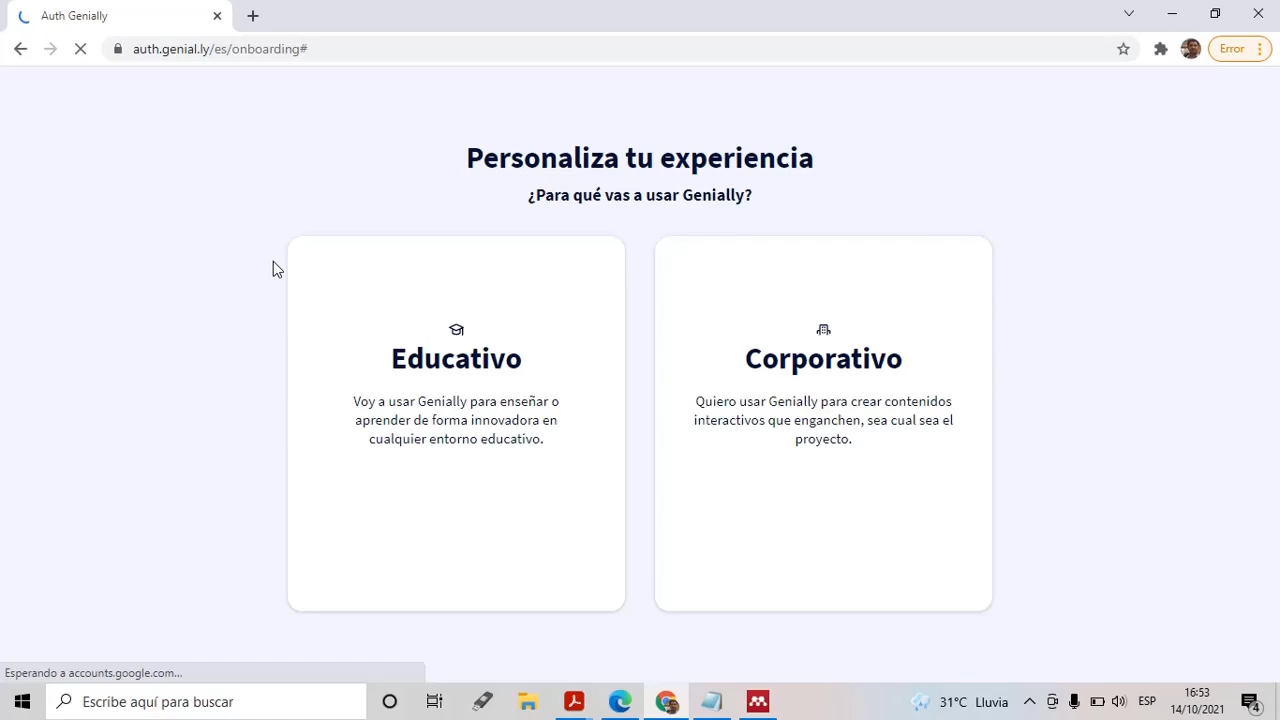 Auth Genially
auth.genial.ly/es/onboarding#
Error
Personaliza tu experiencia
¿Para qué vas a usar Genially?
Educativo
Voy a usar Genially para enseñar o
aprender de forma innovadora en
cualquier entorno educativo.
Corporativo
Quiero usar Genially para crear contenidos
interactivos que enganchen, sea cual sea el
proyecto.
Esperando a accounts.google.com...
Escribe aquí para buscar
31°C Lluvia
ESP
16:53
14/10/2021
4